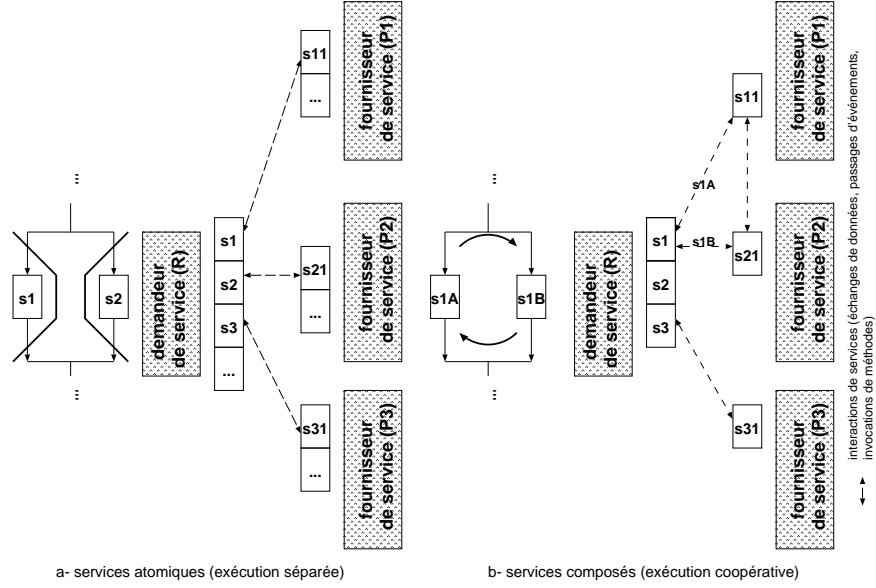 ...
s1
s2
...
demandeur
de service (R)
s1
s2
s3
...
s11
...
s21
...
s31
...
fournisseur
de service (P1)
fournisseur
de service (P2)
fournisseur
de service (P3)
a- services atomiques (exécution séparée)
...
s1A
s1B
...
demandeur
de service (R)
s1
s2
s3
s1A
s1B
s11
s21
s31
fournisseur
de service (P1)
fournisseur
de service (P2)
fournisseur
de service (P3)
interactions de services (échanges de données, passages d'événements,
invocations de méthodes)
b- services composés (exécution coopérative)